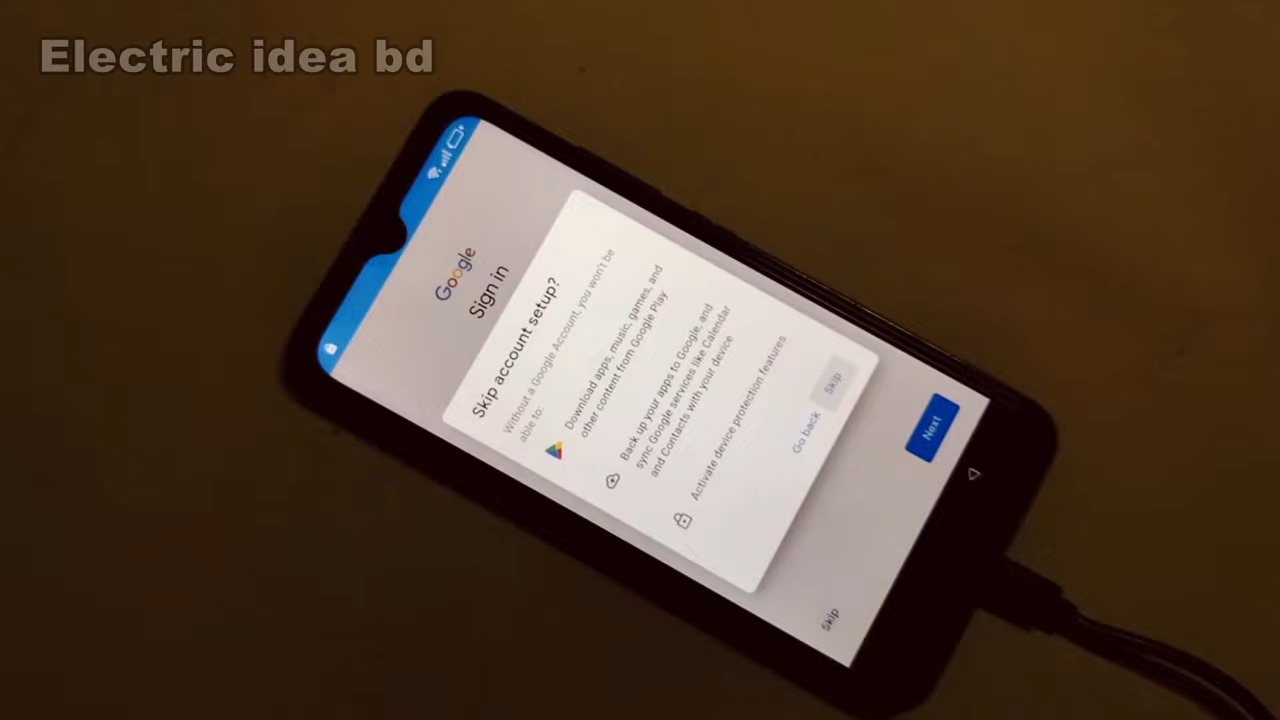 Electric idea bd
Google
Sign in
Skip account setup?
Without a Google Account, you won't be
able to:
Download apps, music, games, and
other content from Google Play
Back up your apps to Google, and
sync Google services like Calendar
and Contacts with your device
Activate device protection features
Go back
Skip
Skip
Next